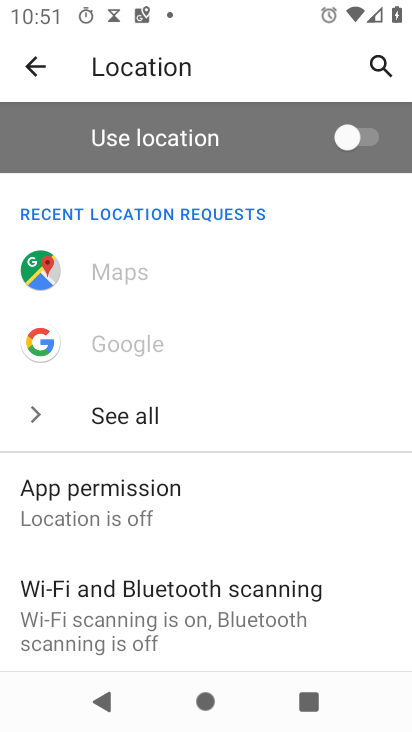 10:51
Location
Use location
RECENT LOCATION REQUESTS
Maps
Google
See all
App permission
Location is off
Wi-Fi and Bluetooth scanning
Wi-Fi scanning is on, Bluetooth
scanning is off